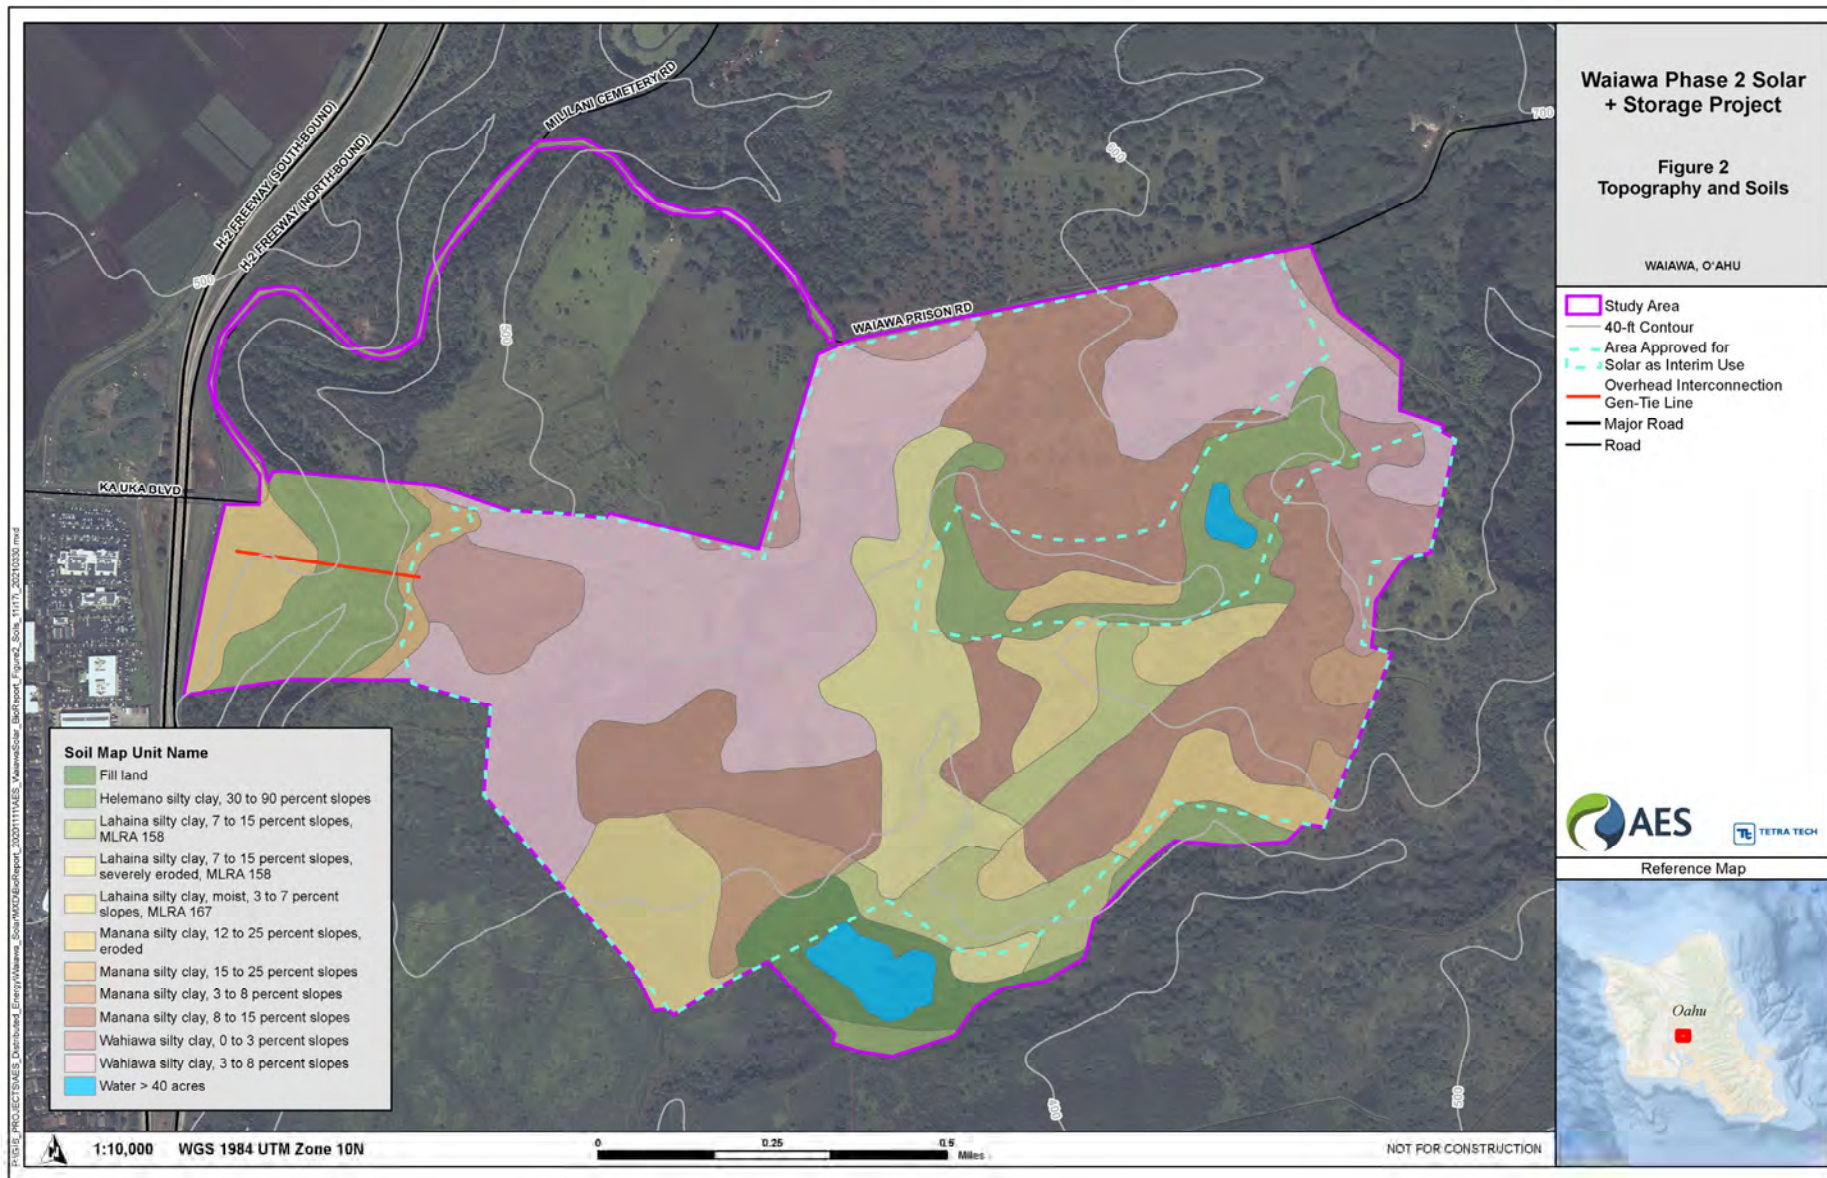 Waiawa Phase 2 Solar
+ Storage Project
Figure 2
Topography and Soils
WAIAWA, O'AHU
Study Area
40-ft Contour
Area Approved for
Solar as Interim Use
Overhead Interconnection
Gen-Tie Line
Major Road
Road
AES
Tt TETRA TECH
Reference Map
Oahu
H-2 FREEWAY (SOUTH-BOUND)
H-2 FREEWAY (NORTH-BOUND)
MILILANI CEMETERY RD
WAIAWA PRISON RD
KA UKA BLVD
500
500
600
700
400
500
Soil Map Unit Name
Fill land
Helemano silty clay, 30 to 90 percent slopes
Lahaina silty clay, 7 to 15 percent slopes,
MLRA 158
Lahaina silty clay, 7 to 15 percent slopes,
severely eroded, MLRA 158
Lahaina silty clay, moist, 3 to 7 percent
slopes, MLRA 167
Manana silty clay, 12 to 25 percent slopes,
eroded
Manana silty clay, 15 to 25 percent slopes
Manana silty clay, 3 to 8 percent slopes
Manana silty clay, 8 to 15 percent slopes
Wahiawa silty clay, 0 to 3 percent slopes
Wahiawa silty clay, 3 to 8 percent slopes
Water > 40 acres
1:10,000 WGS 1984 UTM Zone 10N
0 0.25 0.5
Miles
NOT FOR CONSTRUCTION